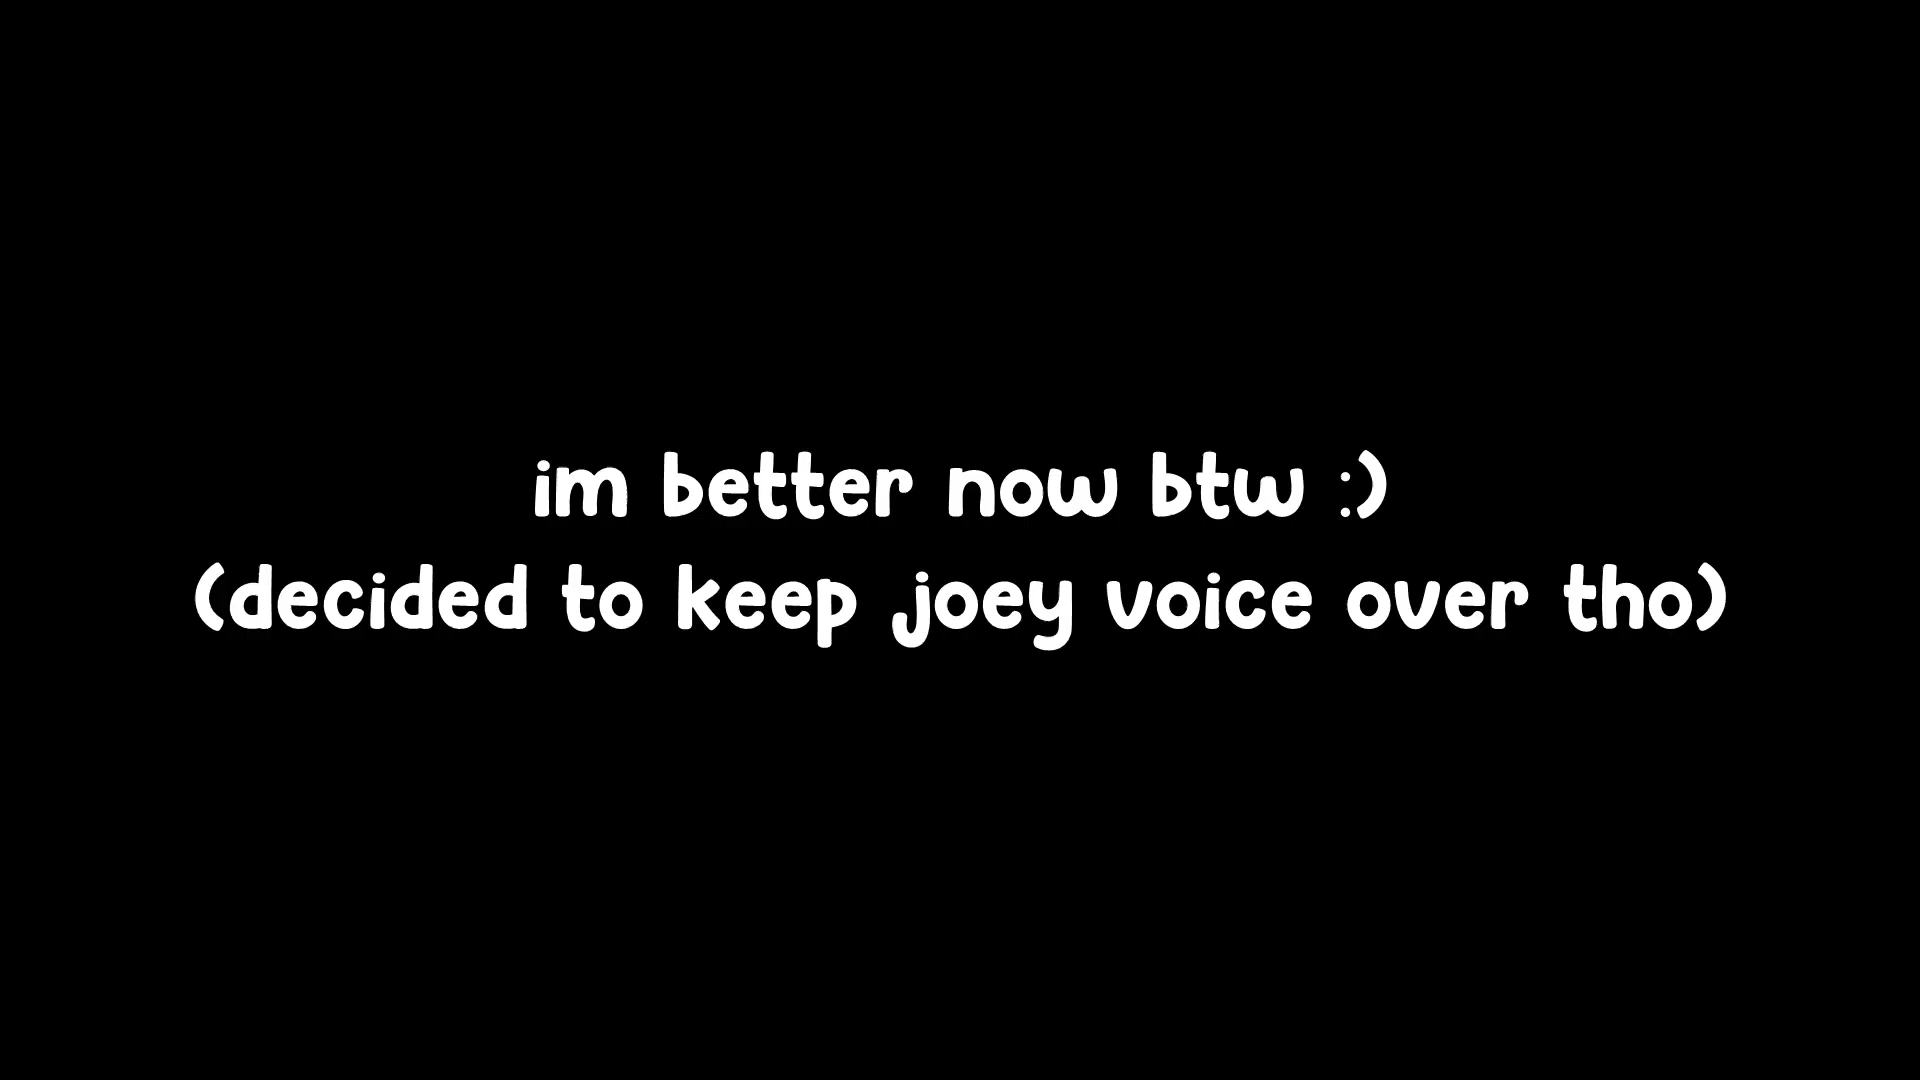 im better now btw :)
(decided to keep joey voice over tho)